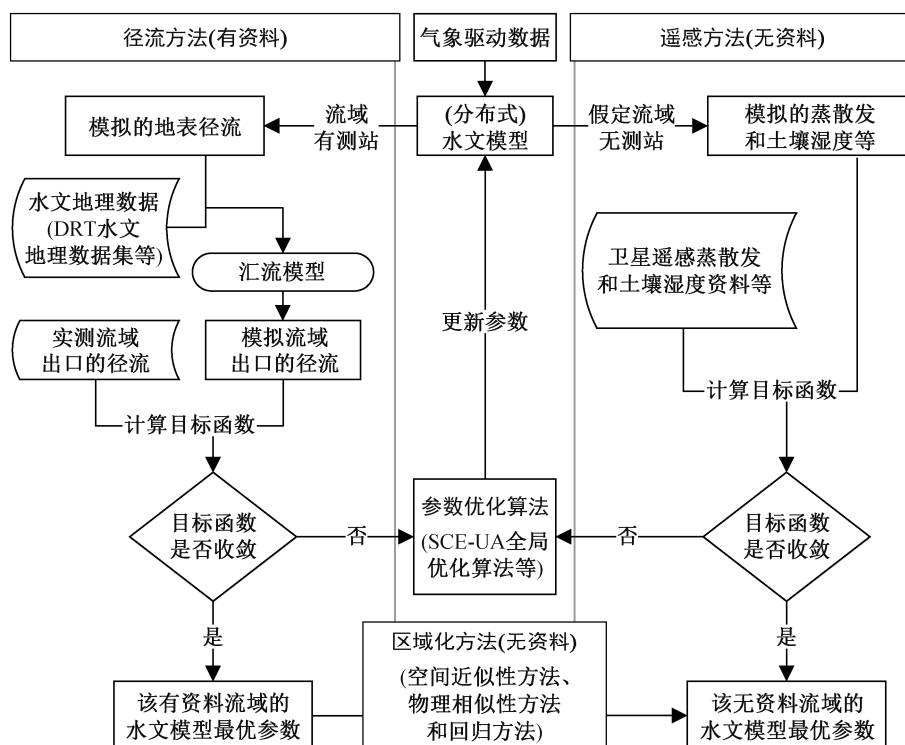 径流方法(有资料)
气象驱动数据
遥感方法(无资料)
模拟的地表径流
流域
有测站
(分布式)
水文模型
假定流域
无测站
模拟的蒸散发
和土壤湿度等
水文地理数据
(DRT水文
地理数据集等)
汇流模型
卫星遥感蒸散发
和土壤湿度资料等
实测流域
出口的径流
模拟流域
出口的径流
更新参数
计算目标函数
计算目标函数
目标函数
是否收敛
否
参数优化算法
(SCE-UA全局
优化算法等)
否
目标函数
是否收敛
是
区域化方法(无资料)
(空间近似性方法、
物理相似性方法
和回归方法)
是
该有资料流域的
水文模型最优参数
该无资料流域的
水文模型最优参数